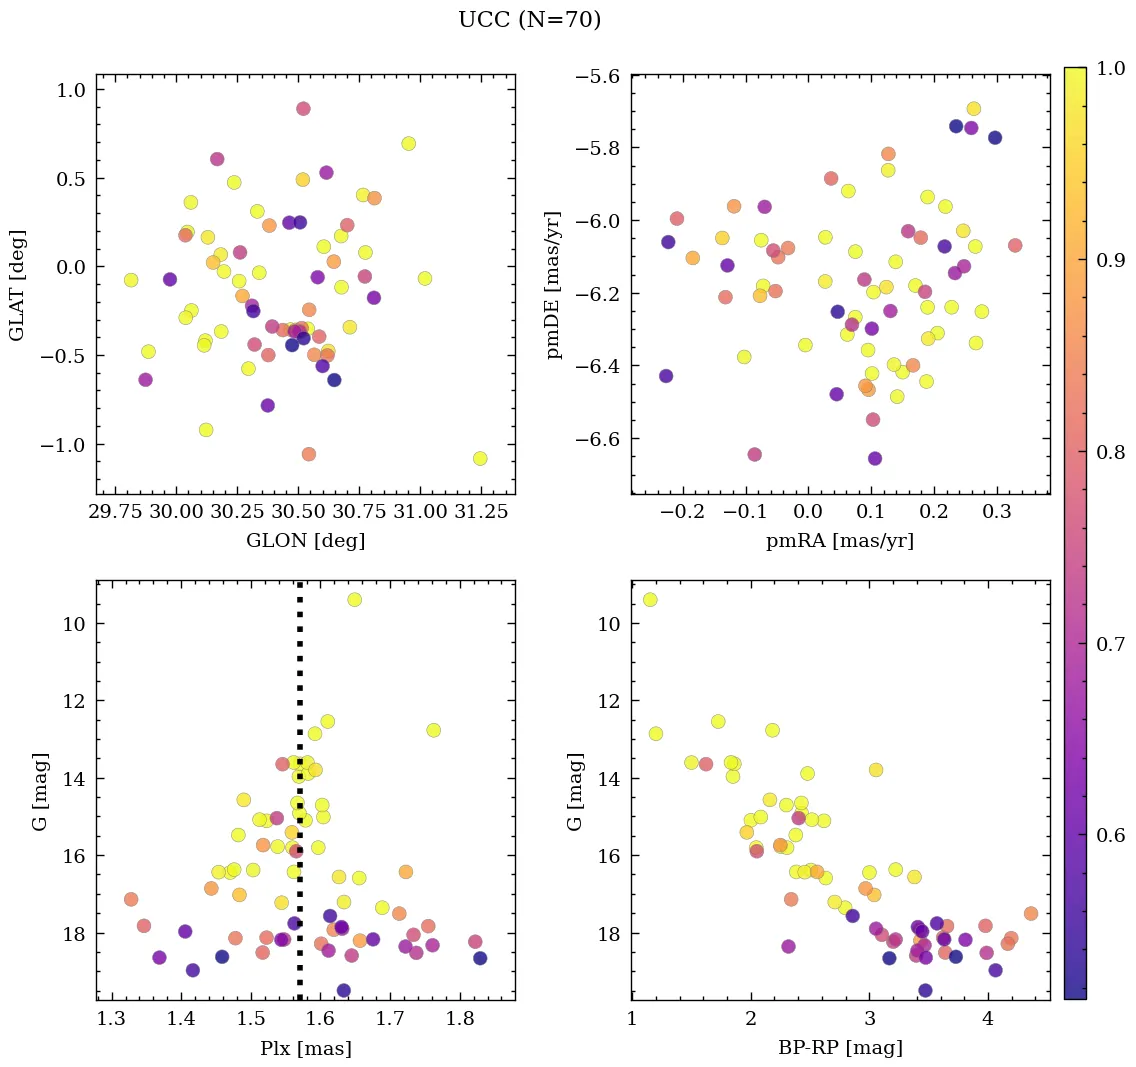 UCC (N=70)
1.0
0.5
0.0
−0.5
−1.0
GLAT [deg]
29.75 30.00 30.25 30.50 30.75 31.00 31.25
GLON [deg]
−5.6
−5.8
−6.0
−6.2
−6.4
−6.6
pmDE [mas/yr]
−0.2 −0.1 0.0 0.1 0.2 0.3
pmRA [mas/yr]
10
12
14
16
18
G [mag]
1.3 1.4 1.5 1.6 1.7 1.8
Plx [mas]
10
12
14
16
18
G [mag]
1 2 3 4
BP-RP [mag]
1.0
0.9
0.8
0.7
0.6